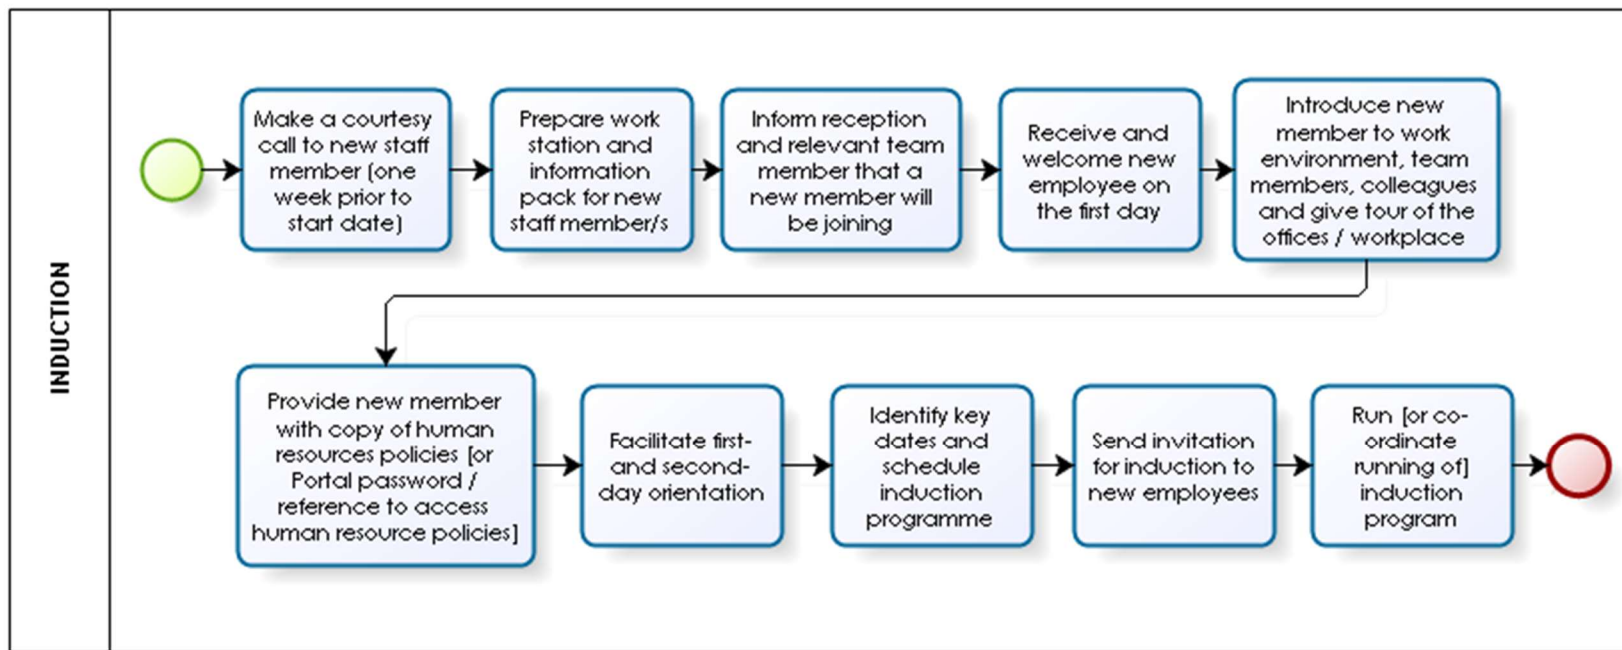 INDUCTION
Make a courtesy
call to new staff
member (one
week prior to
start date)
Prepare work
station and
information
pack for new
staff member/s
Inform reception
and relevant team
member that a
new member will
be joining
Receive and
welcome new
employee on
the first day
Introduce new
member to work
environment, team
members, colleagues
and give tour of the
offices / workplace
Provide new member
with copy of human
resources policies [or
Portal password /
reference to access
human resource policies]
Facilitate first-
and second-
day orientation
Identify key
dates and
schedule
induction
programme
Send invitation
for induction to
new employees
Run [or co-
ordinate
running of]
induction
program